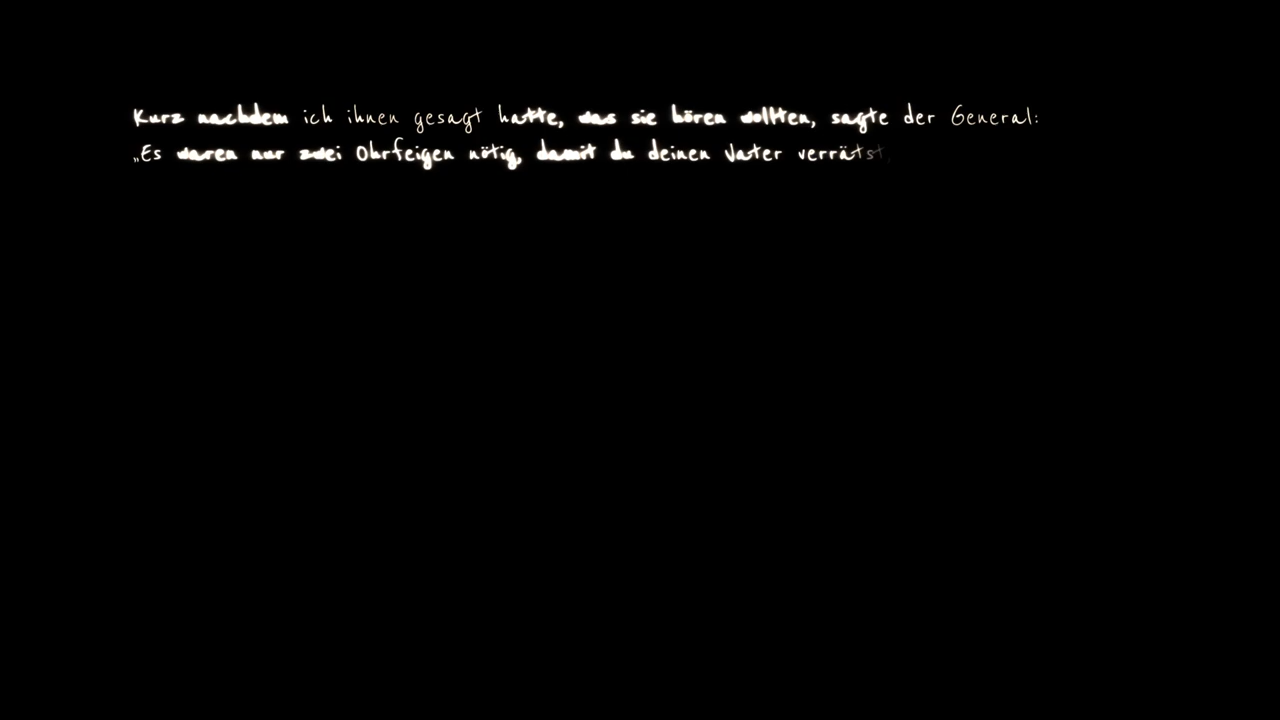 Kurz nachdem ich ihnen gesagt hatte, was sie hören wollten, sagte der General:
„Es waren nur zwei Ohrfeigen nötig, damit du deinen Vater verrätst.